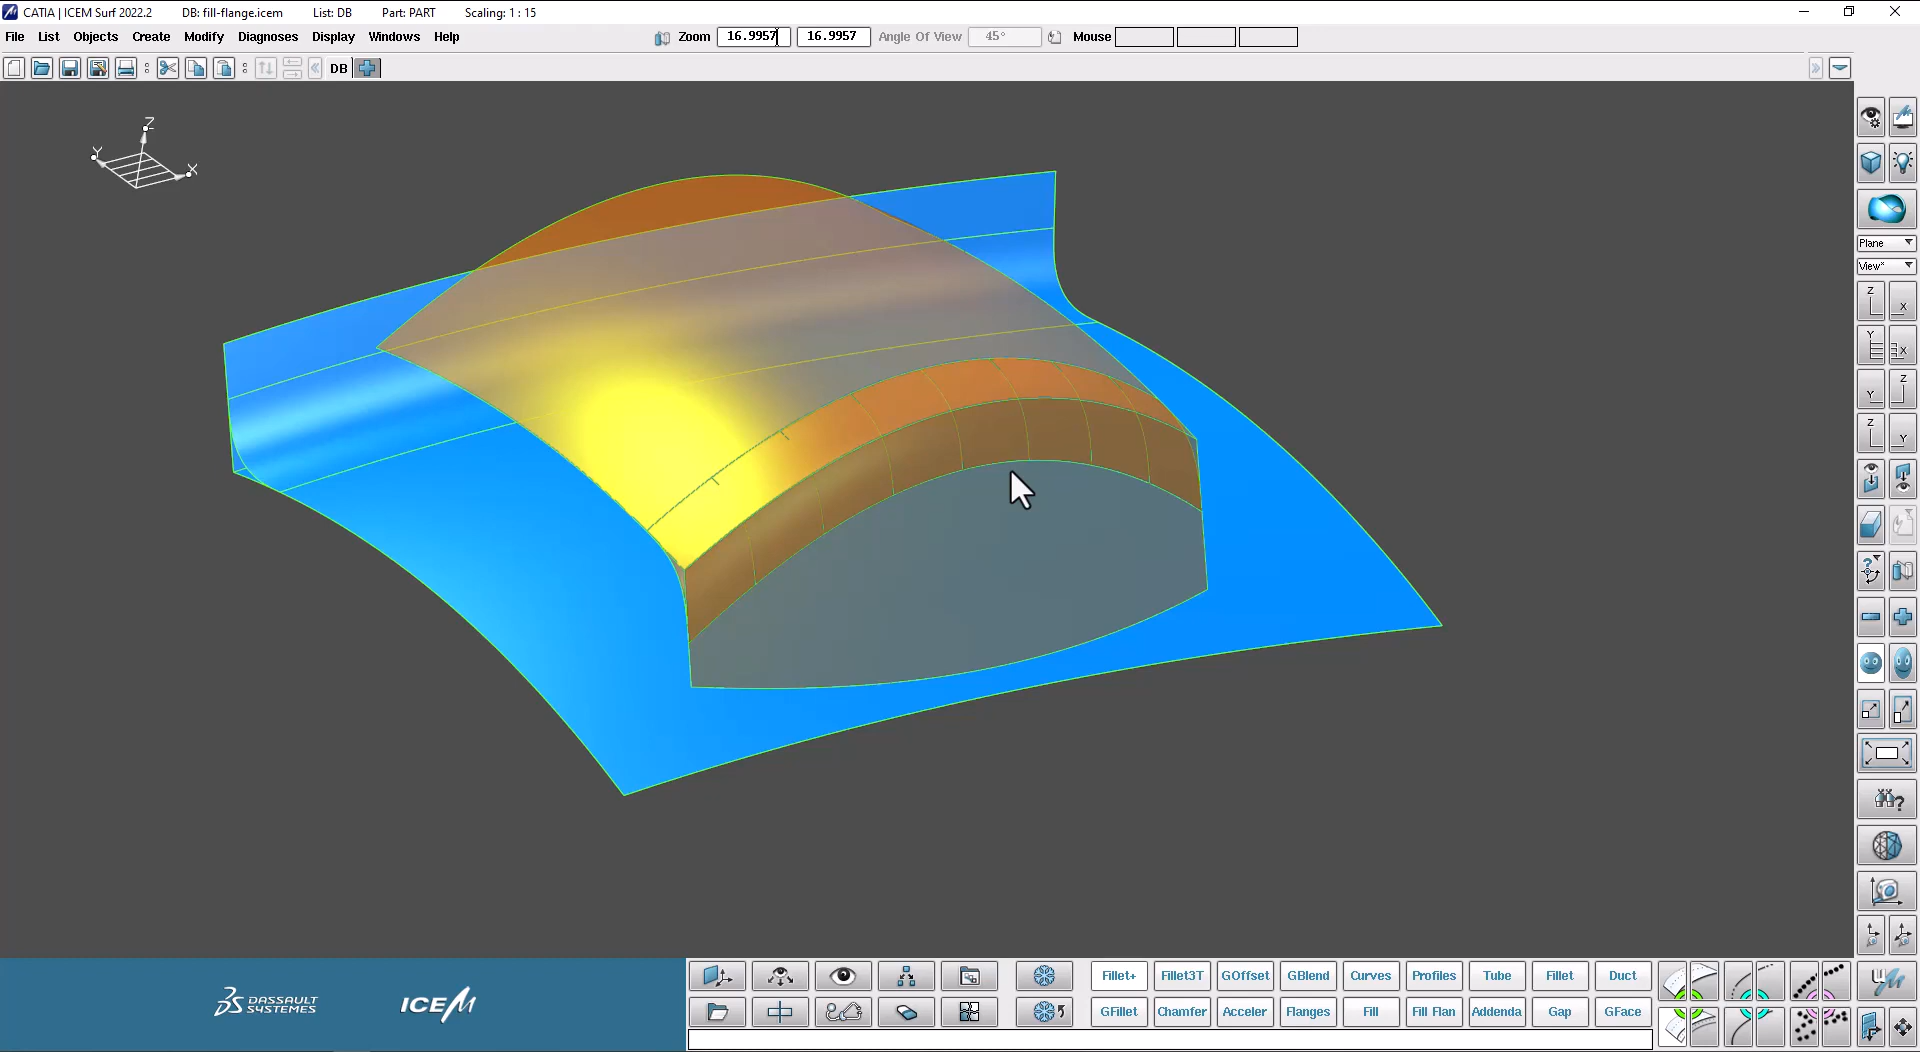 CATIA | ICEM Surf 2022.2 DB: fill-flange.icem List: DB Part: PART Scaling: 1 : 15
File List Objects Create Modify Diagnoses Display Windows Help Zoom 16.9957 16.9957 Angle Of View 45° Mouse
DB
Z
Y
X
Plane
View*
Z X
Y X
Y Z
Z Y
?
?
Fillet+ Fillet3T GOffset GBlend Curves Profiles Tube Fillet Duct
GFillet Chamfer Acceler Flanges Fill Fill Flan Addenda Gap GFace
DASSAULT
SYSTEMES
ICEM